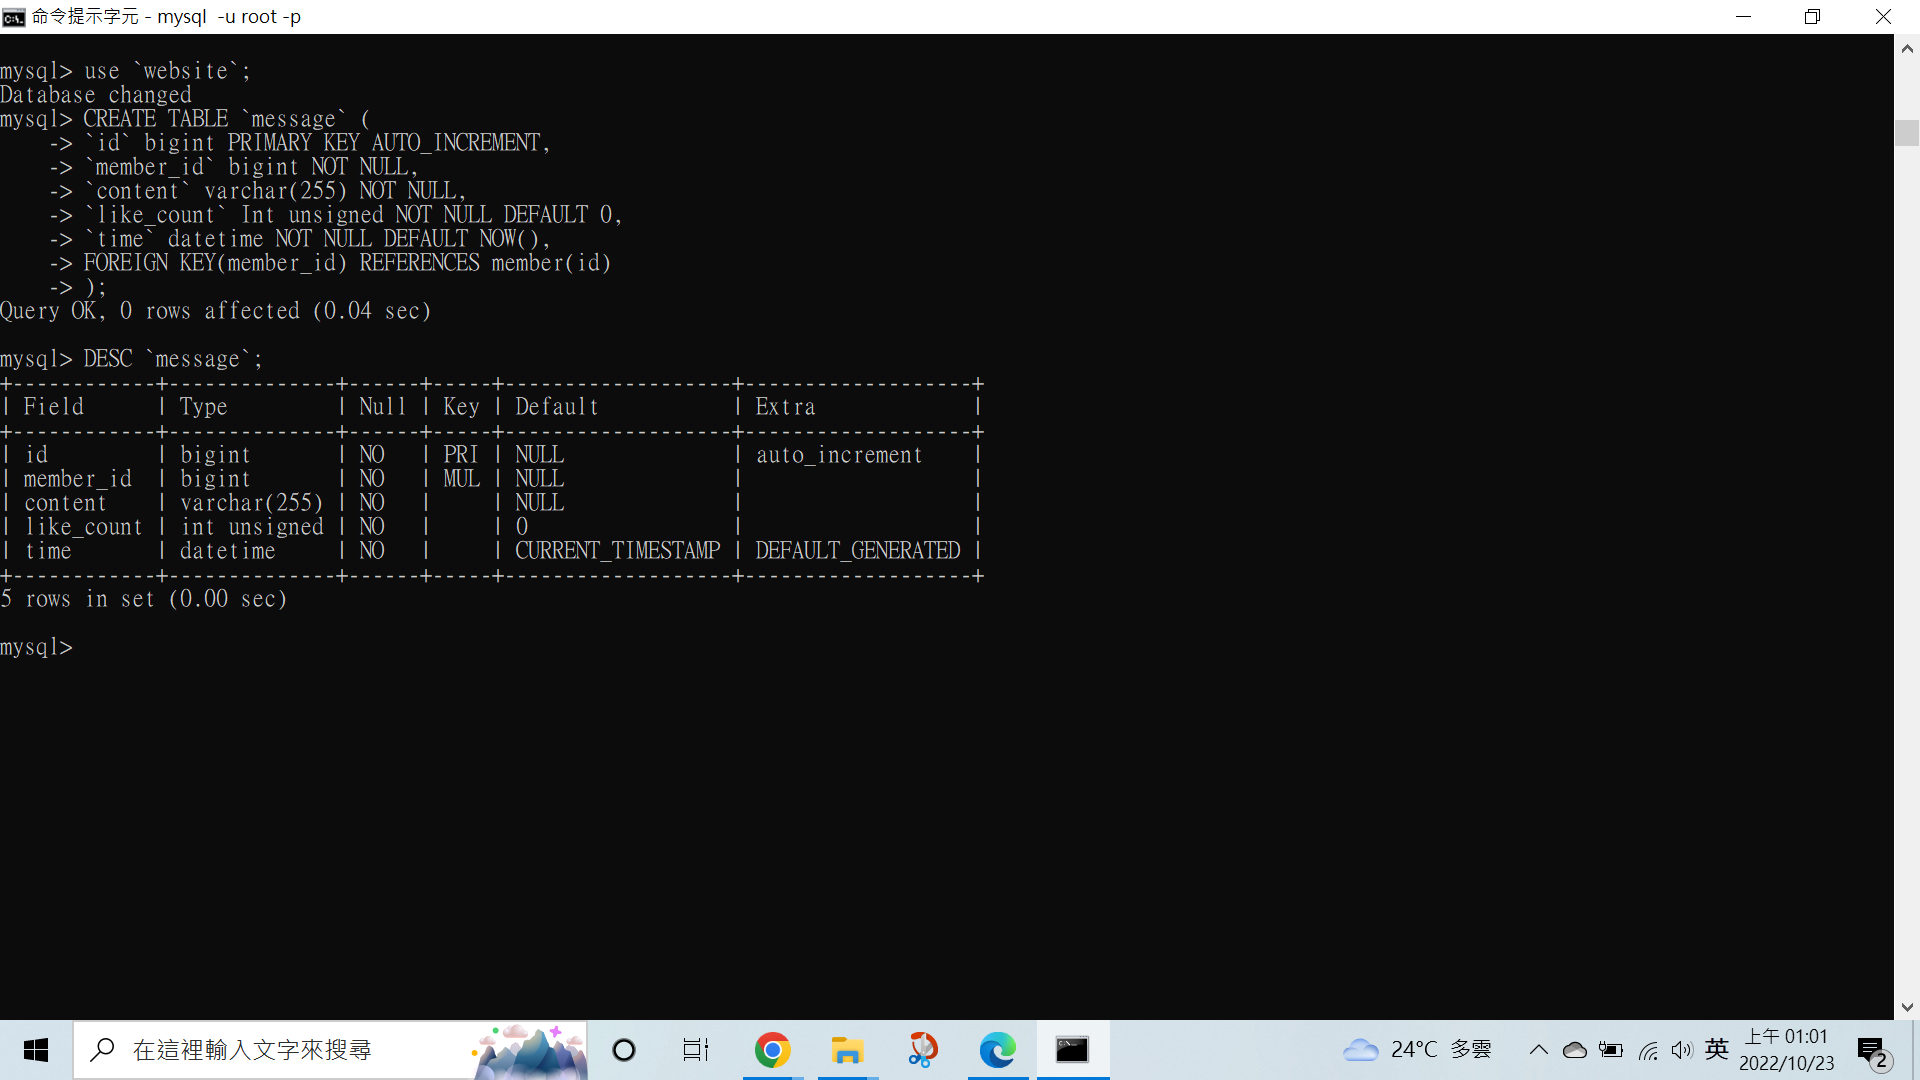 命令提示字元 - mysql  -u root -p
mysql> use `website`;
Database changed
mysql> CREATE TABLE `message` (
    -> `id` bigint PRIMARY KEY AUTO_INCREMENT,
    -> `member_id` bigint NOT NULL,
    -> `content` varchar(255) NOT NULL,
    -> `like_count` Int unsigned NOT NULL DEFAULT 0,
    -> `time` datetime NOT NULL DEFAULT NOW(),
    -> FOREIGN KEY(member_id) REFERENCES member(id)
    -> );
Query OK, 0 rows affected (0.04 sec)
mysql> DESC `message`;
+------------+--------------+------+-----+-------------------+-------------------+
| Field      | Type         | Null | Key | Default           | Extra             |
+------------+--------------+------+-----+-------------------+-------------------+
| id         | bigint       | NO   | PRI | NULL              | auto_increment    |
| member_id  | bigint       | NO   | MUL | NULL              |                   |
| content    | varchar(255) | NO   |     | NULL              |                   |
| like_count | int unsigned | NO   |     | 0                 |                   |
| time       | datetime     | NO   |     | CURRENT_TIMESTAMP | DEFAULT_GENERATED |
+------------+--------------+------+-----+-------------------+-------------------+
5 rows in set (0.00 sec)
mysql>
在這裡輸入文字來搜尋
24°C 多雲
英
上午 01:01
2022/10/23
2